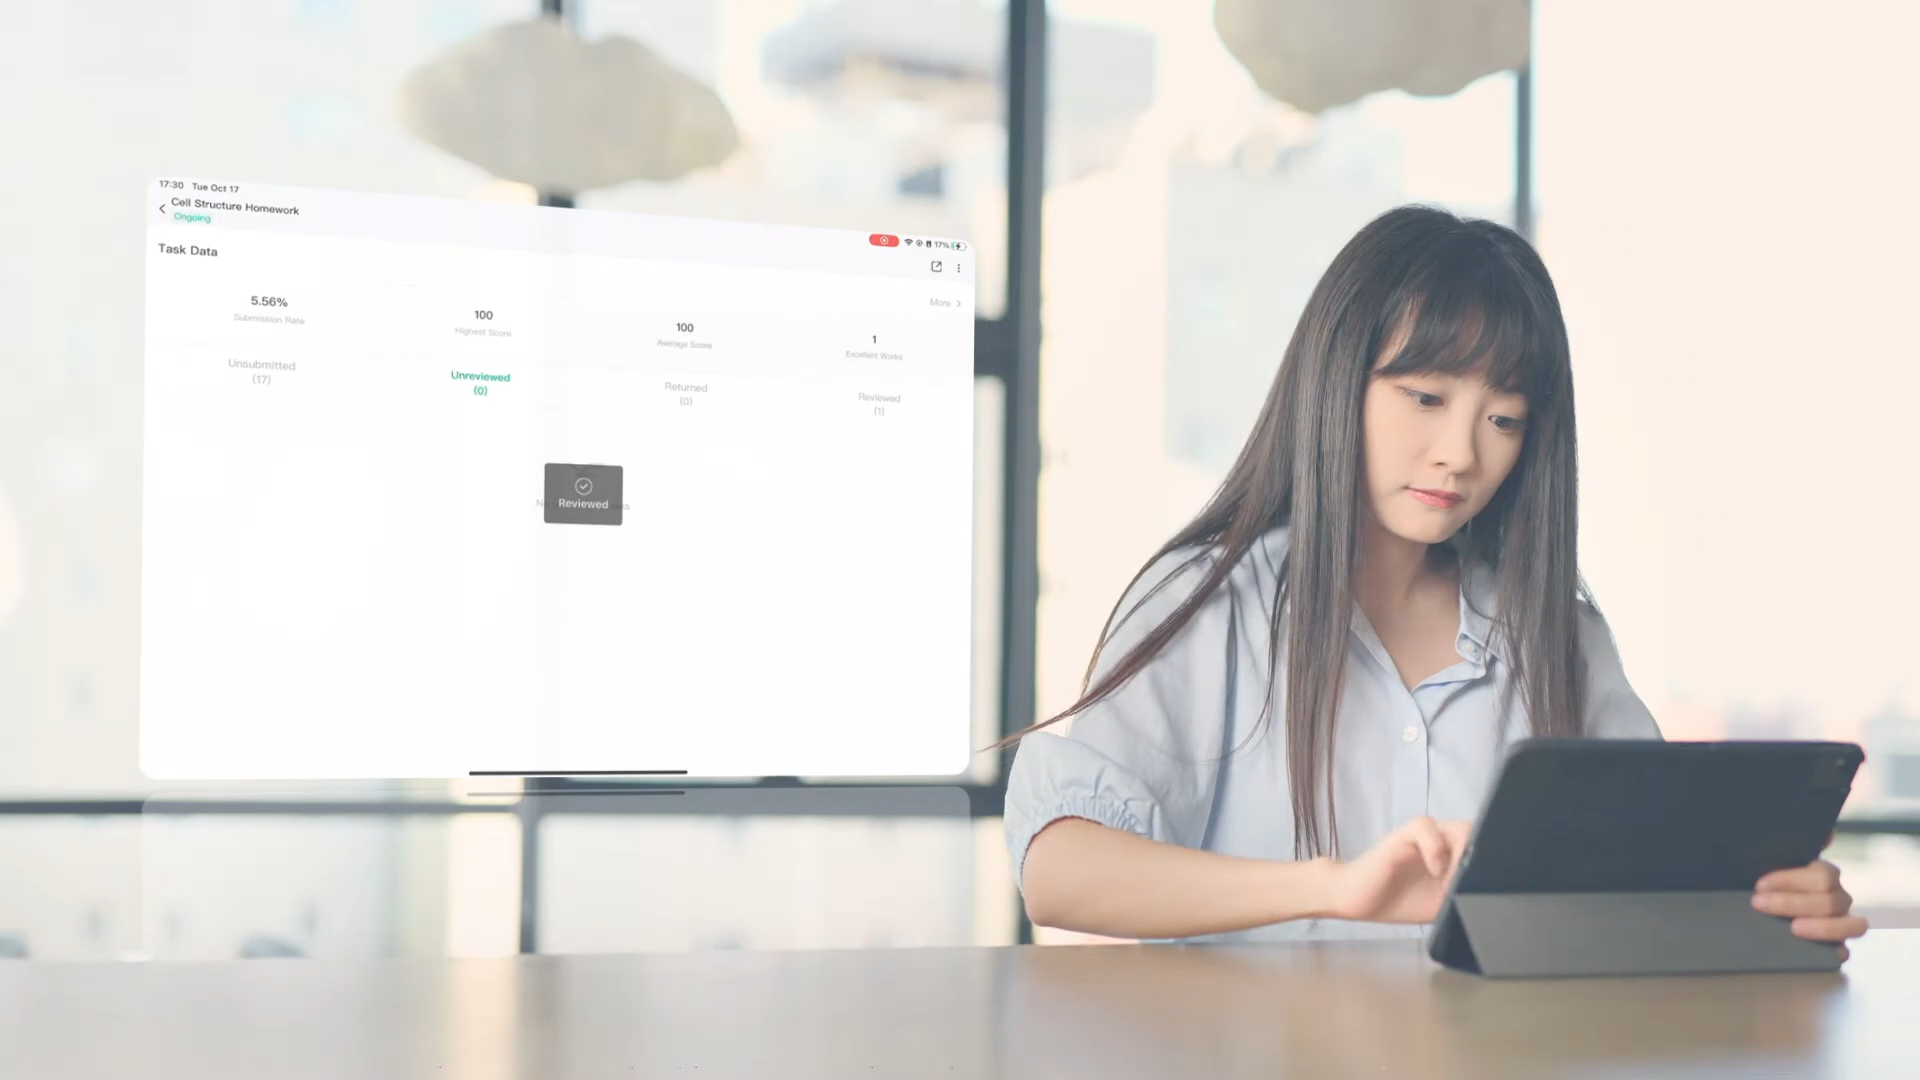 17:30 Tue Oct 17
Cell Structure Homework
Ongoing
17%
Task Data
More
5.56%
Submission Rate
100
Highest Score
100
Average Score
1
Excellent Works
Unsubmitted
(17)
Unreviewed
(0)
Returned
(0)
Reviewed
(1)
Reviewed